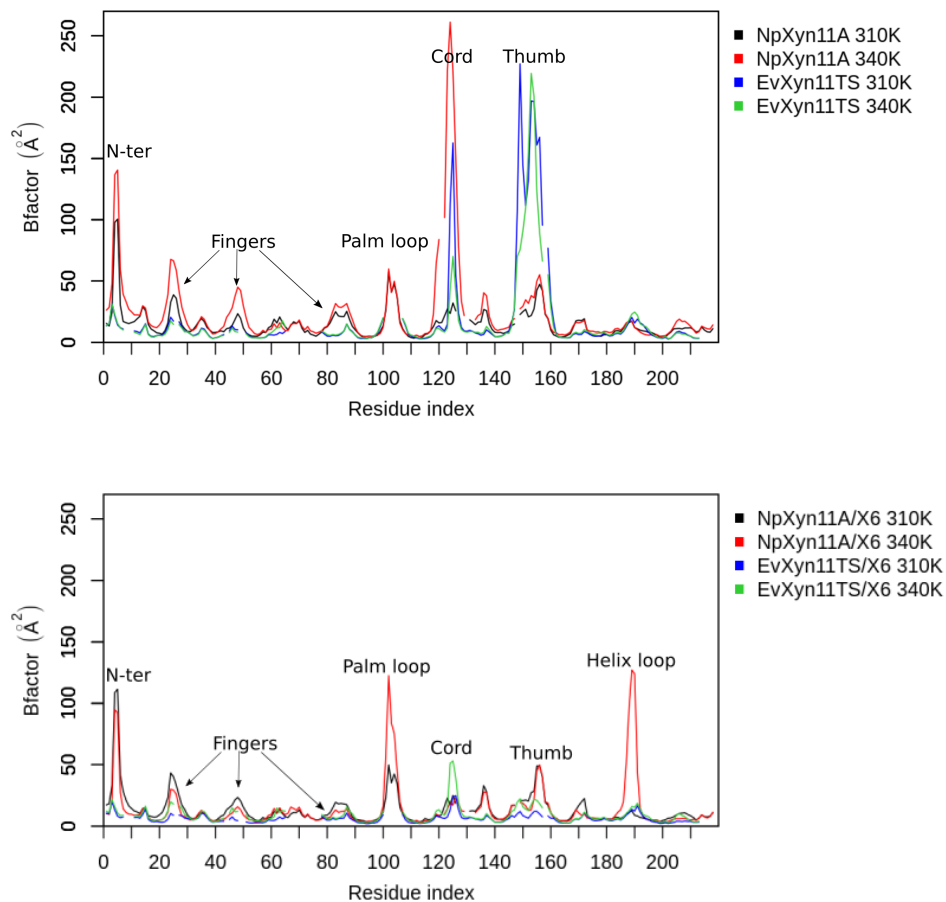 250
200
150
100
50
0
Bfactor (Å²)
N-ter
Fingers
Palm loop
Cord
Thumb
NpXyn11A 310K
NpXyn11A 340K
EvXyn11TS 310K
EvXyn11TS 340K
0 20 40 60 80 100 120 140 160 180 200
Residue index
250
200
150
100
50
0
Bfactor (Å²)
N-ter
Fingers
Palm loop
Cord
Thumb
Helix loop
NpXyn11A/X6 310K
NpXyn11A/X6 340K
EvXyn11TS/X6 310K
EvXyn11TS/X6 340K
0 20 40 60 80 100 120 140 160 180 200
Residue index